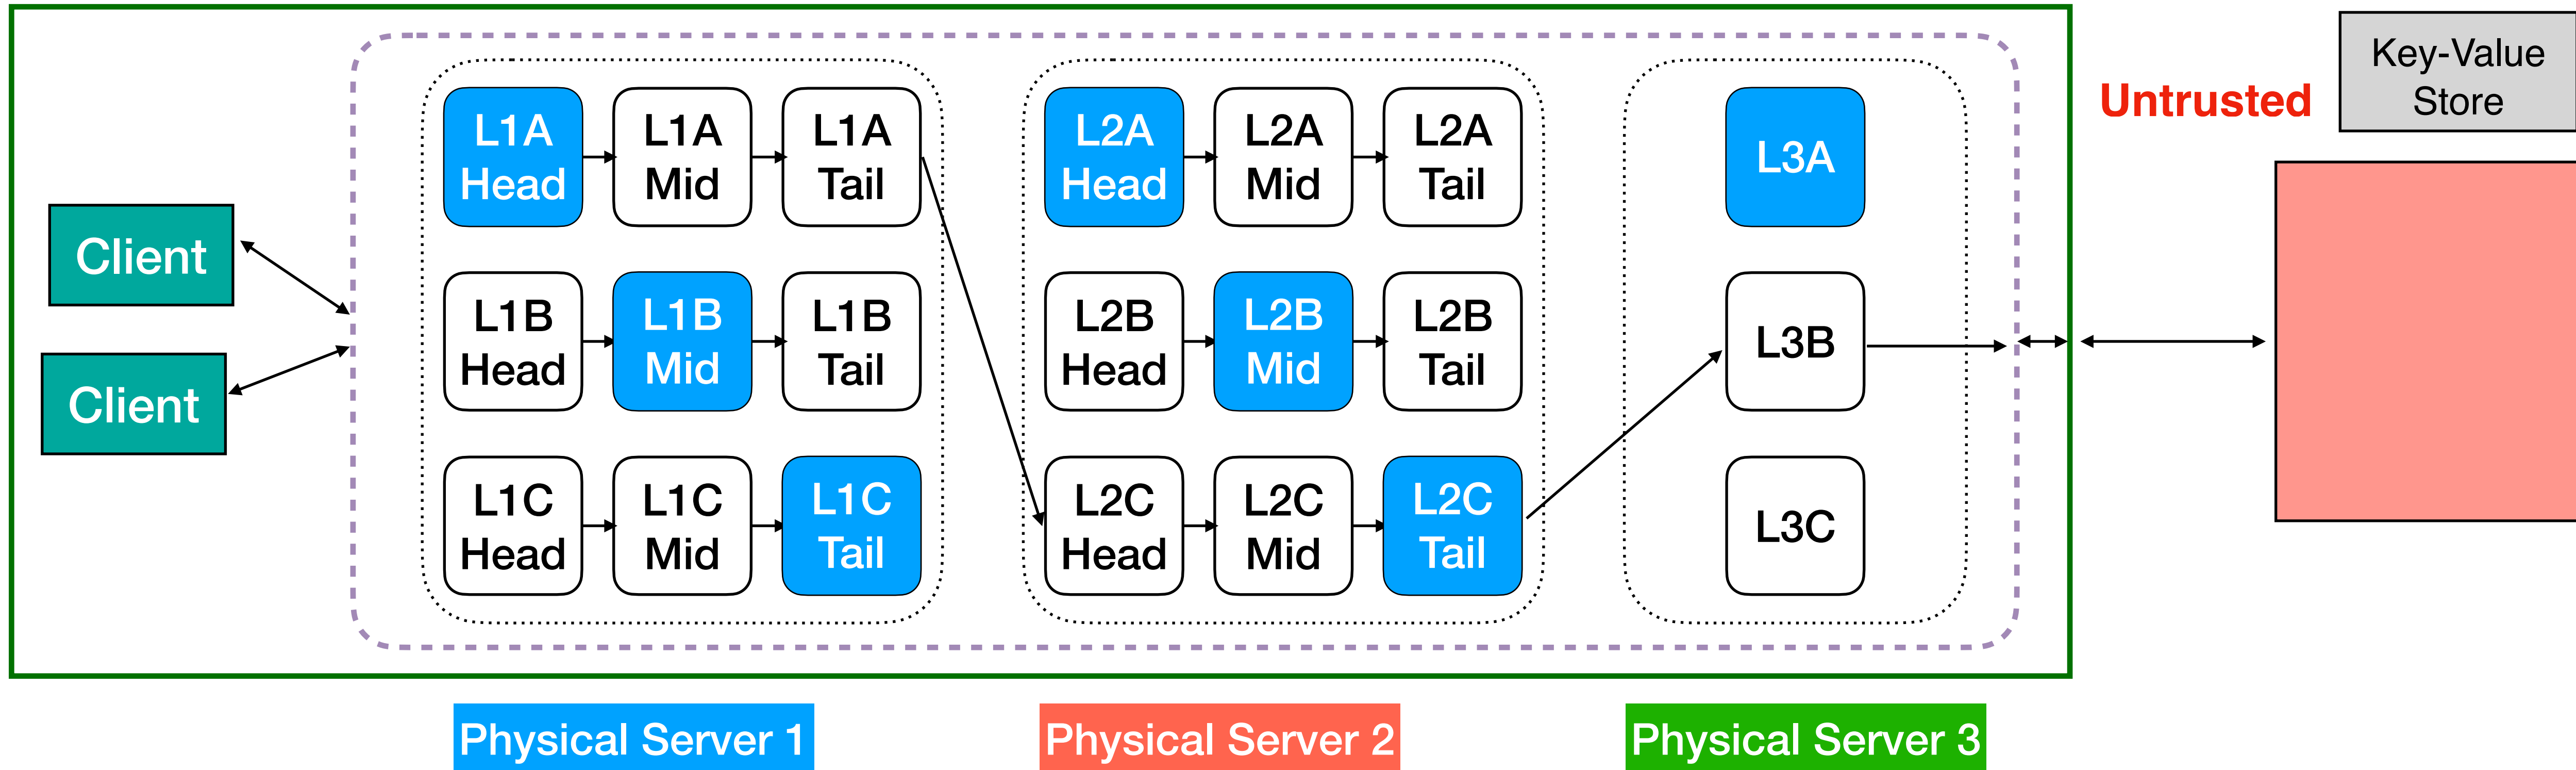 Key-Value
Store
Untrusted
L1A
Head
L1A
Mid
L1A
Tail
L2A
Head
L2A
Mid
L2A
Tail
L3A
Client
Client
L1B
Head
L1B
Mid
L1B
Tail
L2B
Head
L2B
Mid
L2B
Tail
L3B
L1C
Head
L1C
Mid
L1C
Tail
L2C
Head
L2C
Mid
L2C
Tail
L3C
Physical Server 1
Physical Server 2
Physical Server 3